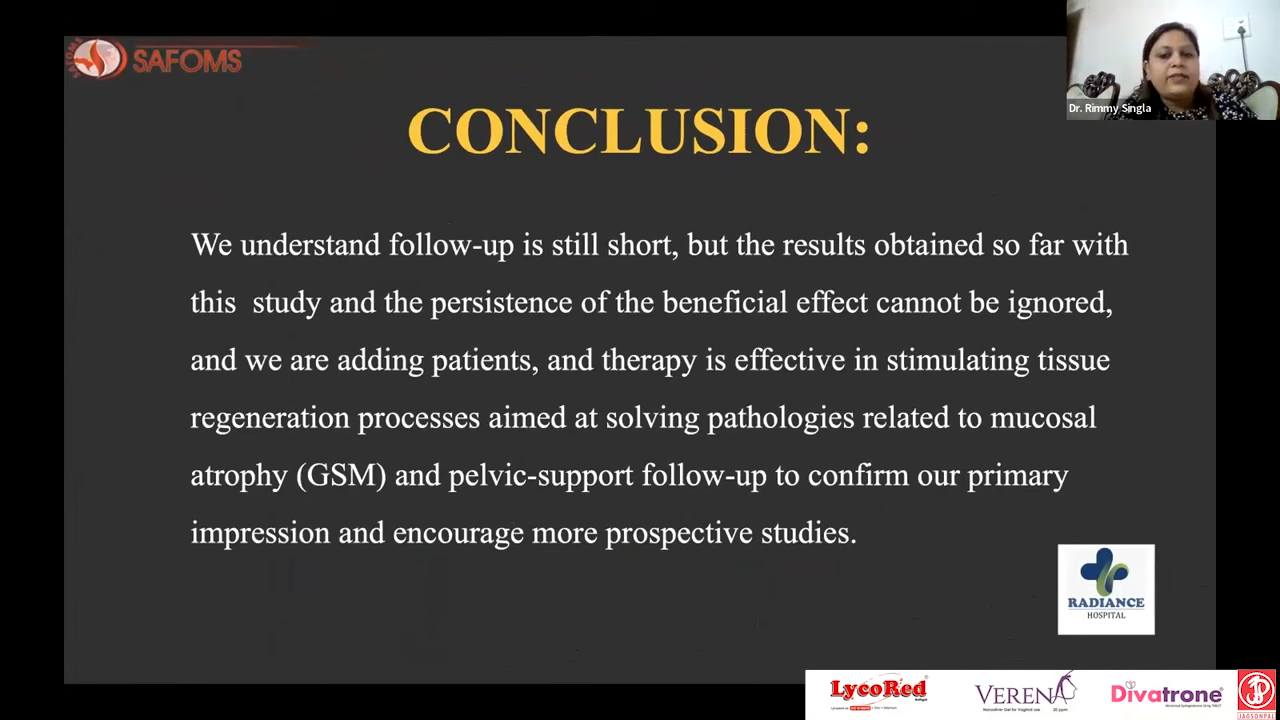 SAFOMS
Dr. Rimmy Singla
CONCLUSION:
We understand follow-up is still short, but the results obtained so far with
this study and the persistence of the beneficial effect cannot be ignored,
and we are adding patients, and therapy is effective in stimulating tissue
regeneration processes aimed at solving pathologies related to mucosal
atrophy (GSM) and pelvic-support follow-up to confirm our primary
impression and encourage more prospective studies.
RADIANCE
HOSPITAL
LycoRed
VERENA
20 ppm
Divatrone
JAGSONPAL